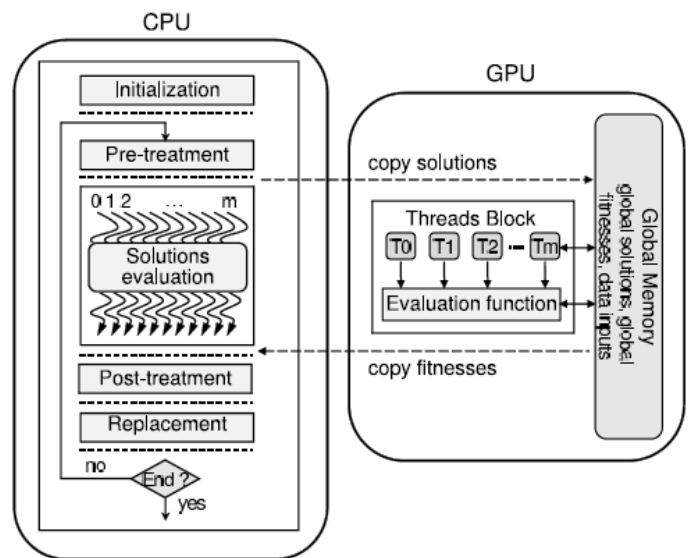 CPU
Initialization
Pre-treatment
0 1 2 ... m
Solutions
evaluation
Post-treatment
Replacement
no
End ?
yes
GPU
copy solutions
Threads Block
T0 T1 T2 Tm
Evaluation function
copy fitnesses
Global Memory
global solutions, global
fitnesses, data inputs